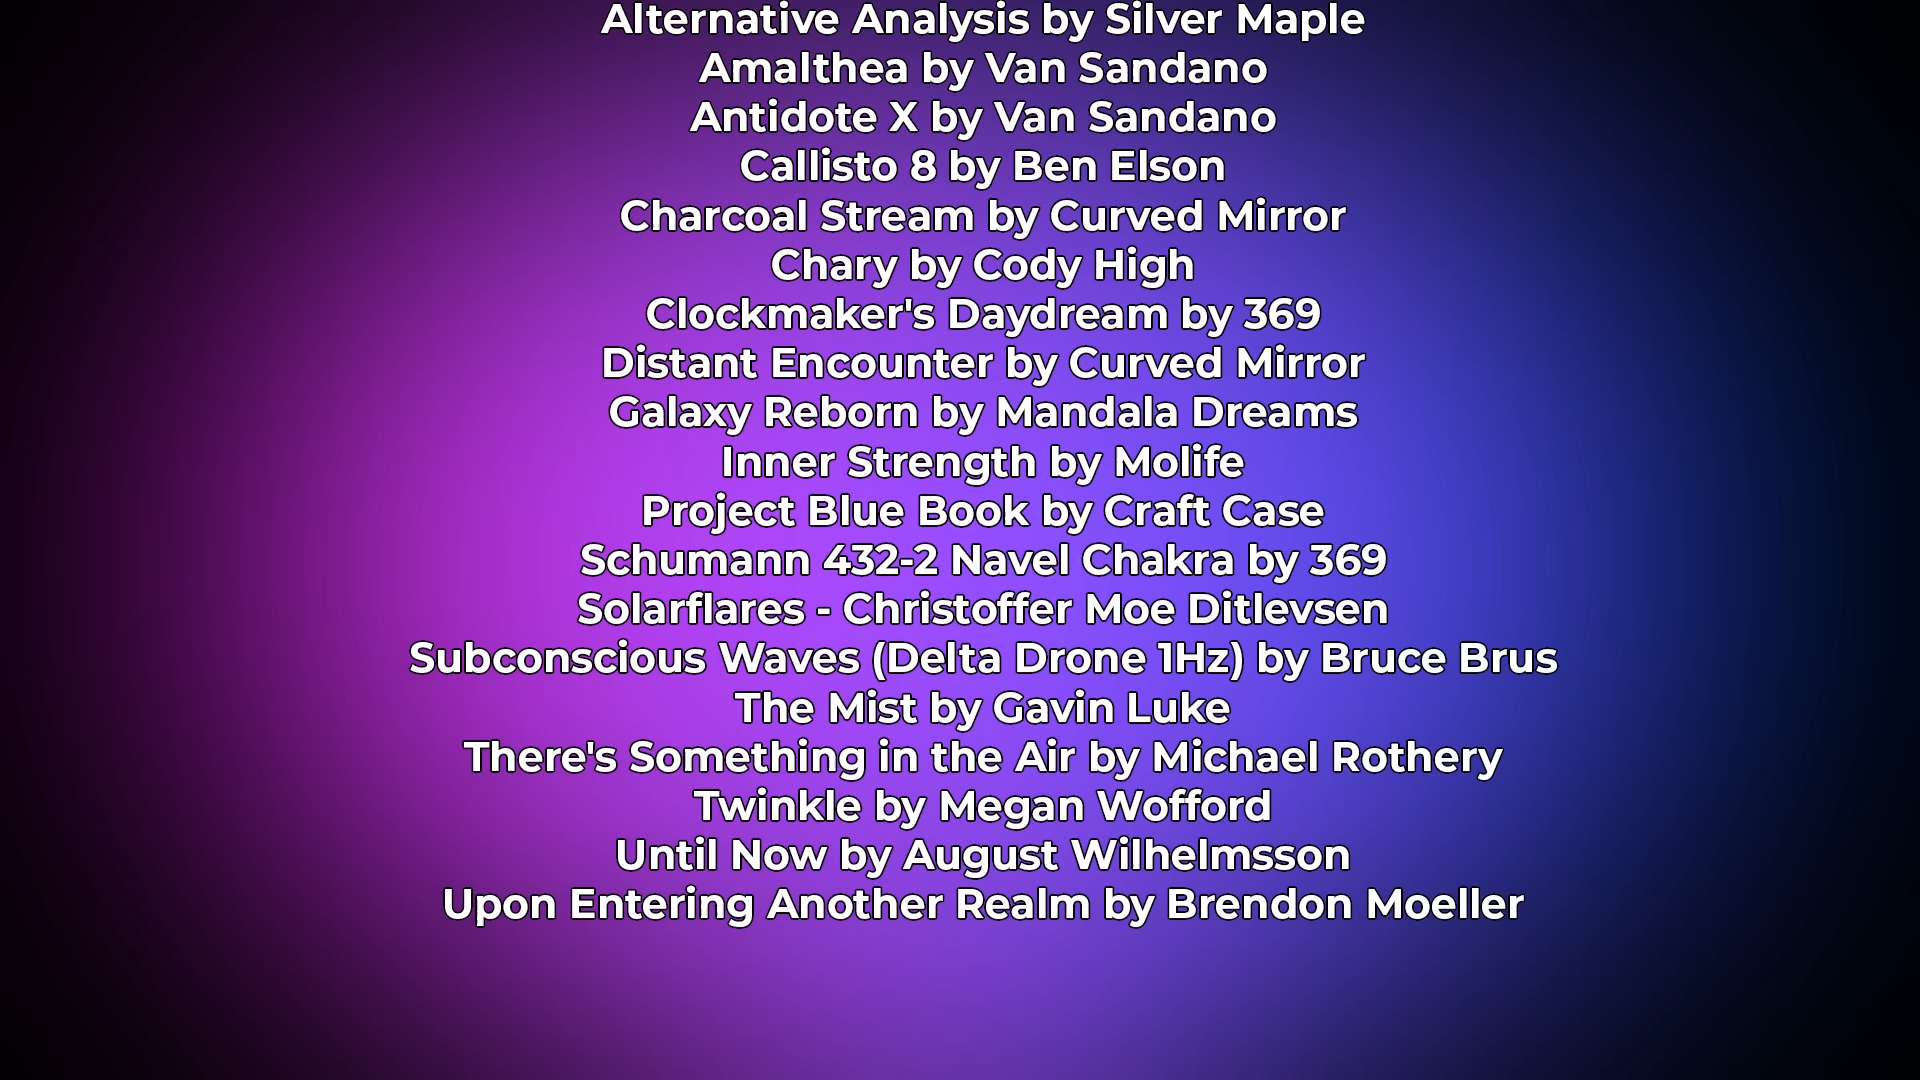 Alternative Analysis by Silver Maple
Amalthea by Van Sandano
Antidote X by Van Sandano
Callisto 8 by Ben Elson
Charcoal Stream by Curved Mirror
Chary by Cody High
Clockmaker's Daydream by 369
Distant Encounter by Curved Mirror
Galaxy Reborn by Mandala Dreams
Inner Strength by Molife
Project Blue Book by Craft Case
Schumann 432-2 Navel Chakra by 369
Solarflares - Christoffer Moe Ditlevsen
Subconscious Waves (Delta Drone 1Hz) by Bruce Brus
The Mist by Gavin Luke
There's Something in the Air by Michael Rothery
Twinkle by Megan Wofford
Until Now by August Wilhelmsson
Upon Entering Another Realm by Brendon Moeller